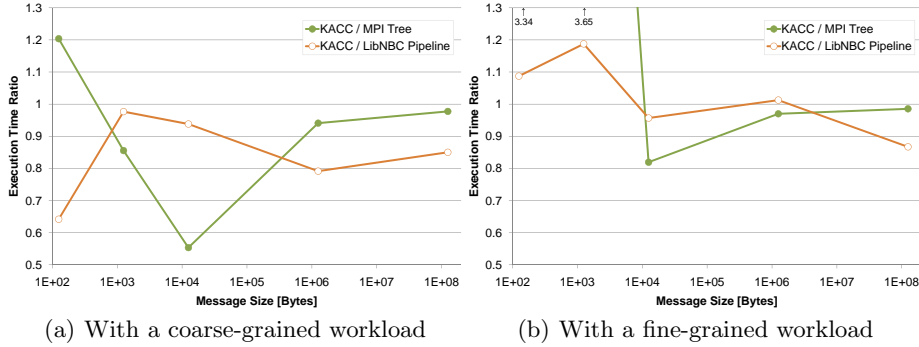 1.3
1.2
1.1
1
0.9
0.8
0.7
0.6
0.5
Execution Time Ratio
KACC / MPI Tree
KACC / LibNBC Pipeline
1E+02 1E+03 1E+04 1E+05 1E+06 1E+07 1E+08
Message Size [Bytes]
(a) With a coarse-grained workload
1.3
1.2
1.1
1
0.9
0.8
0.7
0.6
0.5
Execution Time Ratio
↑ ↑
3.34 3.65
KACC / MPI Tree
KACC / LibNBC Pipeline
1E+02 1E+03 1E+04 1E+05 1E+06 1E+07 1E+08
Message Size [Bytes]
(b) With a fine-grained workload